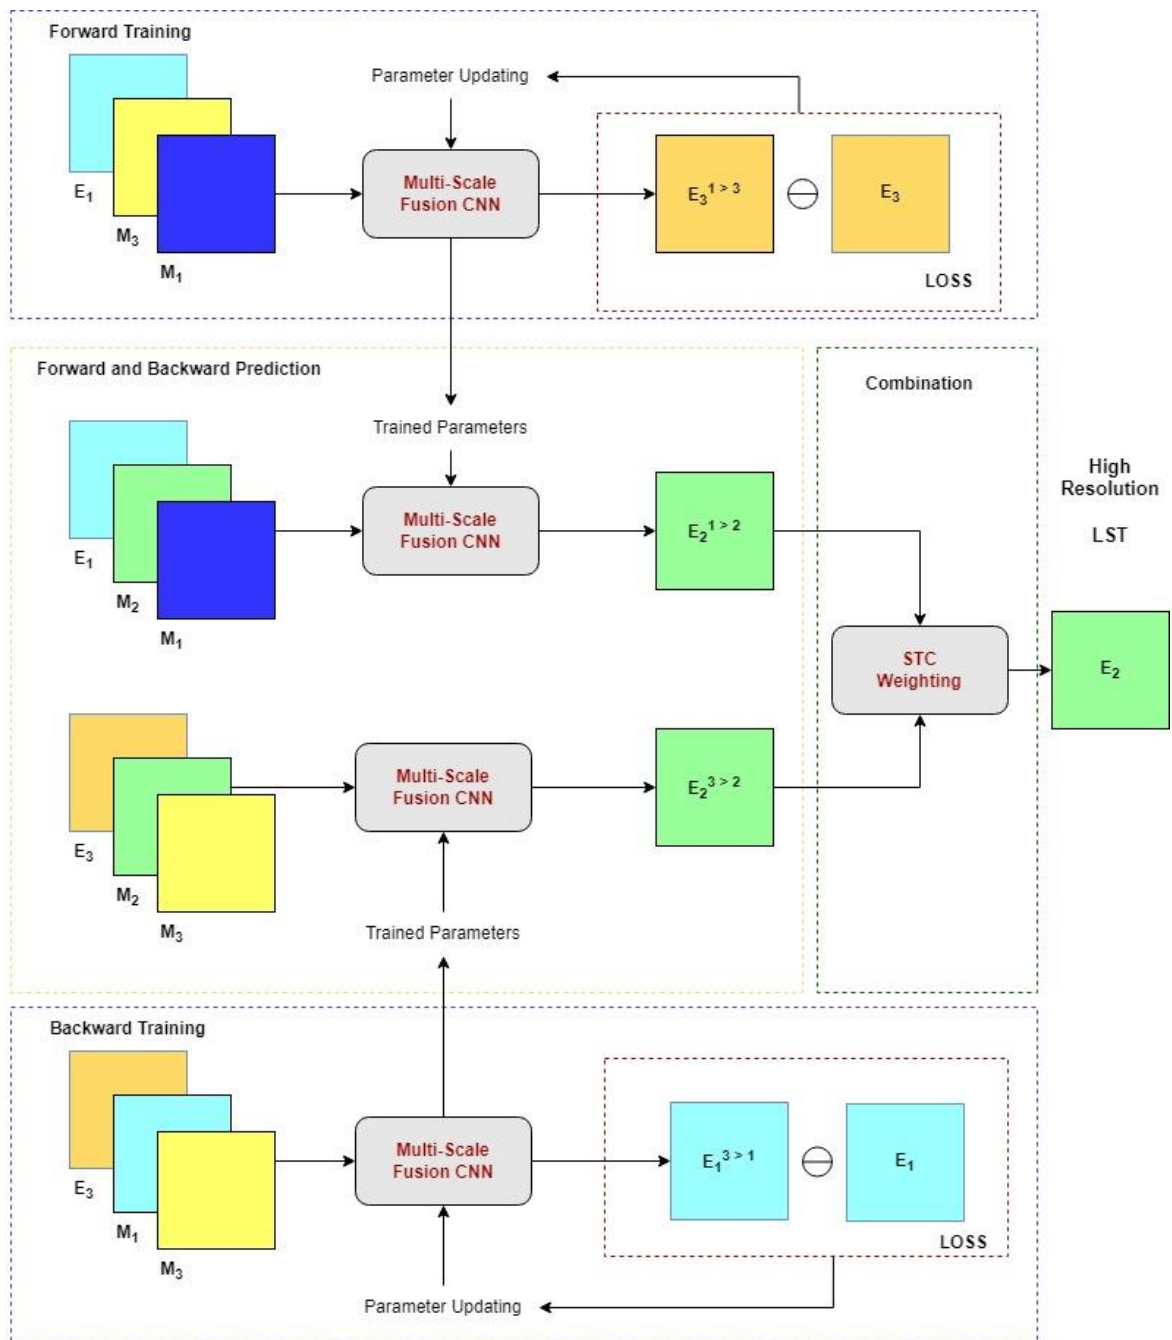 Forward Training
Parameter Updating
E₁
M₃
M₁
Multi-Scale
Fusion CNN
E₃¹ > ³
E₃
LOSS
Forward and Backward Prediction
Combination
Trained Parameters
E₁
M₂
M₁
Multi-Scale
Fusion CNN
E₂¹ > ²
High
Resolution
LST
STC
Weighting
E₂
E₃
M₂
M₃
Multi-Scale
Fusion CNN
E₂³ > ²
Trained Parameters
Backward Training
E₃
M₁
M₃
Multi-Scale
Fusion CNN
E₁³ > ¹
E₁
LOSS
Parameter Updating